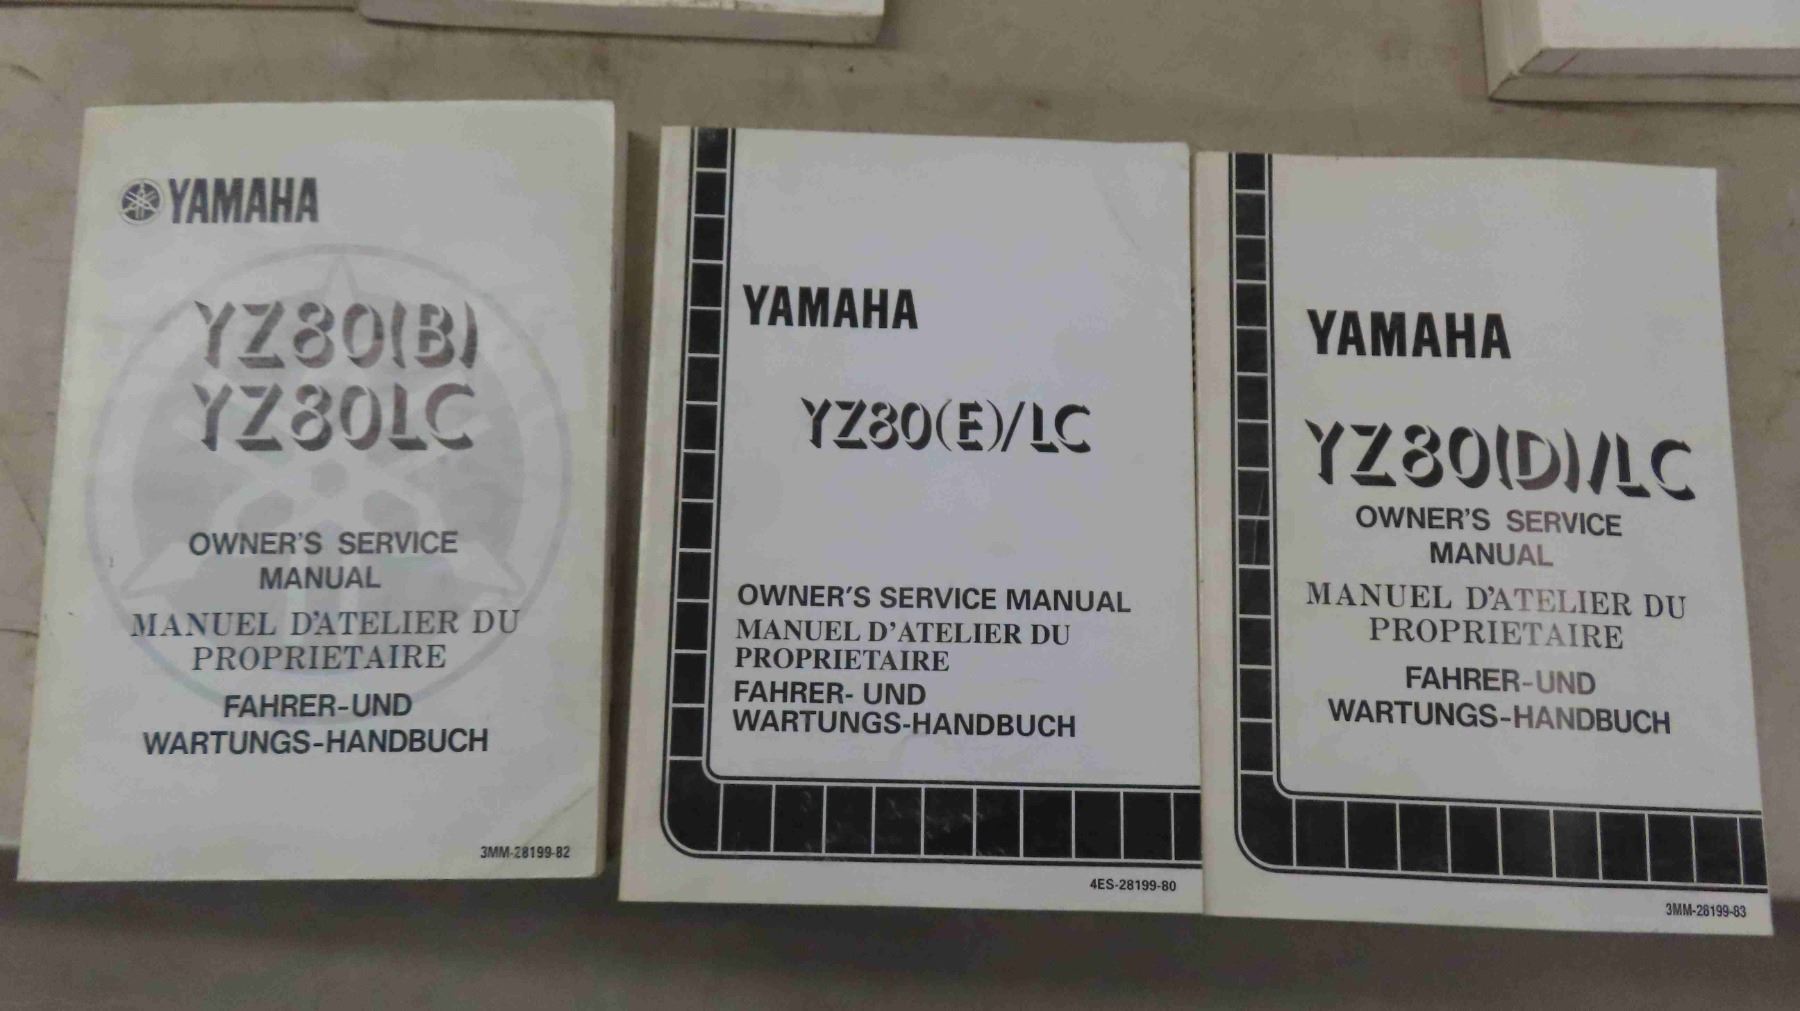 YAMAHA
YZ80(B)
YZ80LC
OWNER'S SERVICE
MANUAL
MANUEL D'ATELIER DU
PROPRIETAIRE
FAHRER-UND
WARTUNGS-HANDBUCH
3MM-28199-82
YAMAHA
YZ80(E)/LC
OWNER'S SERVICE MANUAL
MANUEL D'ATELIER DU
PROPRIETAIRE
FAHRER- UND
WARTUNGS-HANDBUCH
4ES-28199-80
YAMAHA
YZ80(D)/LC
OWNER'S SERVICE
MANUAL
MANUEL D'ATELIER DU
PROPRIETAIRE
FAHRER-UND
WARTUNGS-HANDBUCH
3MM-28199-83